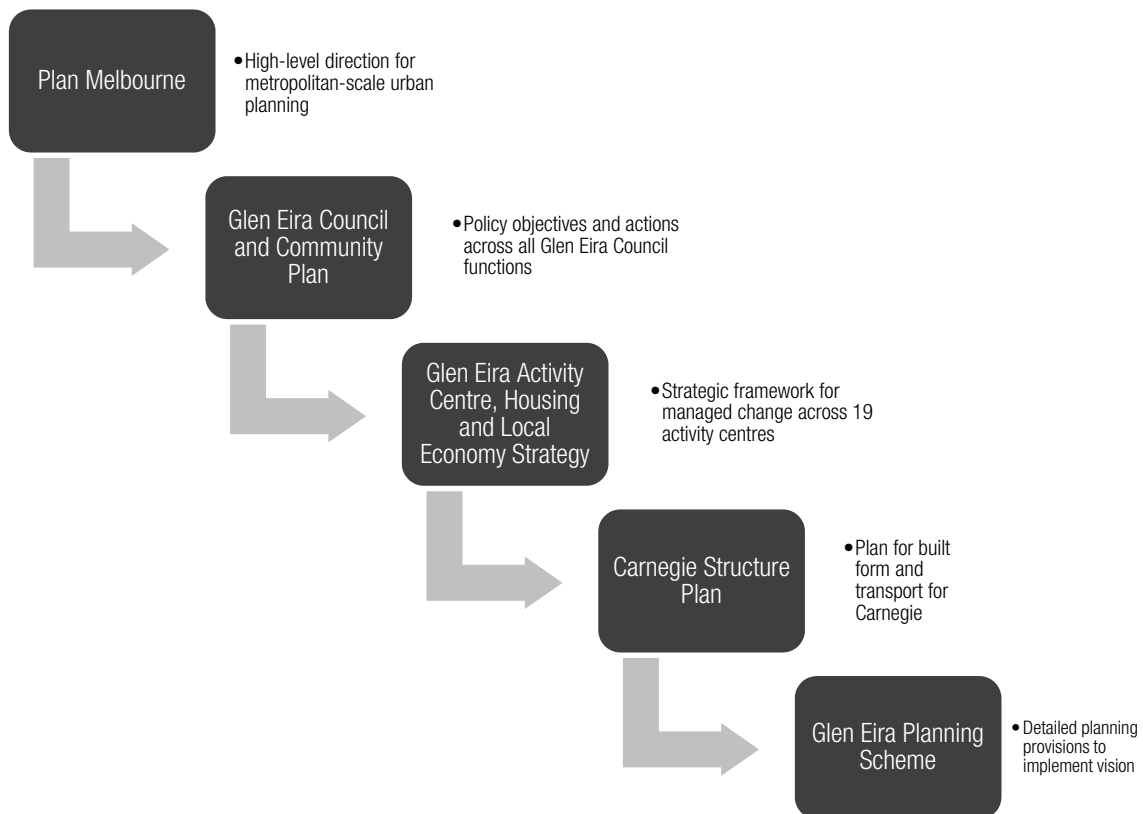 Plan Melbourne
•High-level direction for
metropolitan-scale urban
planning
Glen Eira Council
and Community
Plan
•Policy objectives and actions
across all Glen Eira Council
functions
Glen Eira Activity
Centre, Housing
and Local
Economy Strategy
•Strategic framework for
managed change across 19
activity centres
Carnegie Structure
Plan
•Plan for built
form and
transport for
Carnegie
Glen Eira Planning
Scheme
•Detailed planning
provisions to
implement vision